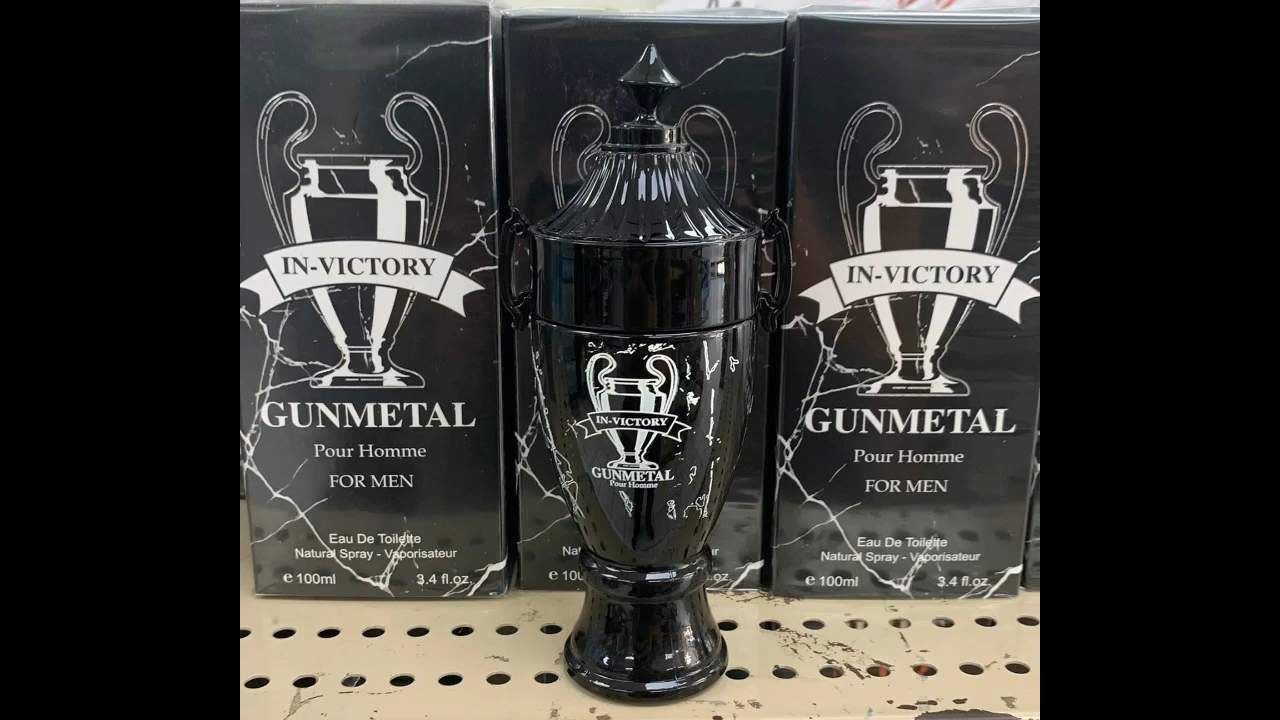 IN-VICTORY
GUNMETAL
Pour Homme
FOR MEN
Eau De Toilette
Natural Spray - Vaporisateur
e 100ml 3.4 fl.oz.
IN-VICTORY
GUNMETAL
Pour Homme
IN-VICTORY
GUNMETAL
Pour Homme
FOR MEN
Eau De Toilette
Natural Spray - Vaporisateur
e 100ml 3.4 fl.oz.